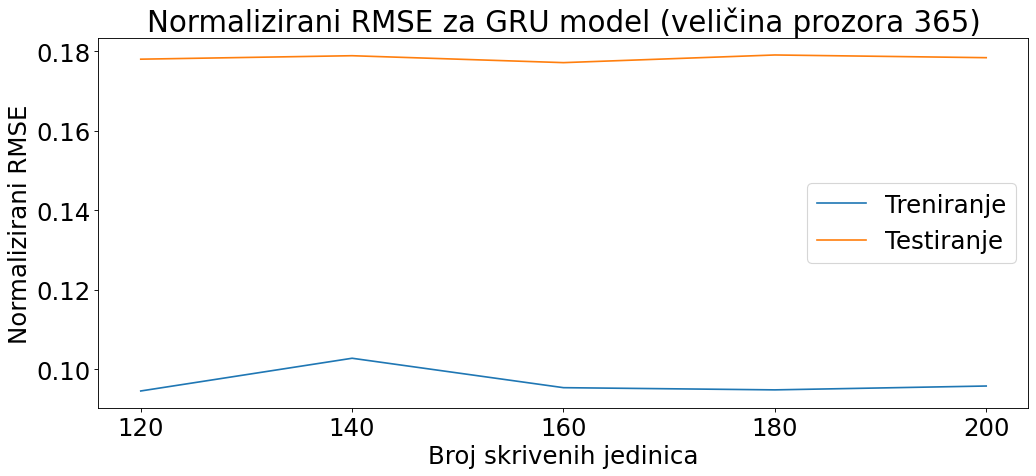 Normalizirani RMSE za GRU model (veličina prozora 365)
Normalizirani RMSE
0.18
0.16
0.14
0.12
0.10
Treniranje
Testiranje
120 140 160 180 200
Broj skrivenih jedinica